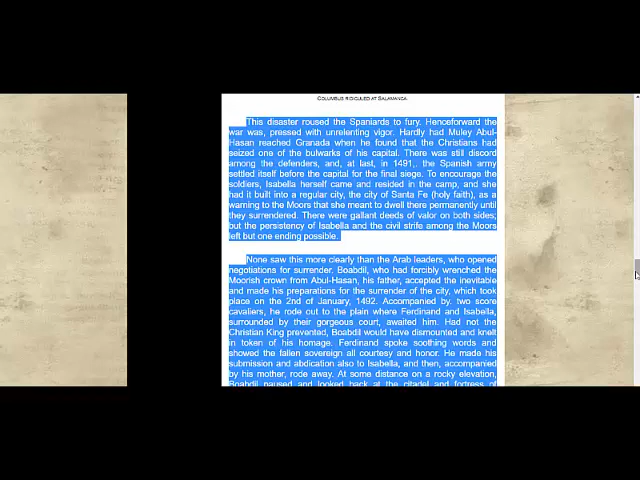 COLUMBUS RIDICULED AT SALAMANCA
This disaster roused the Spaniards to fury. Henceforward the
war was, pressed with unrelenting vigor. Hardly had Muley Abul-
Hasan reached Granada when he found that the Christians had
seized one of the bulwarks of his capital. There was still discord
among the defenders, and, at last, in 1491,. the Spanish army
settled itself before the capital for the final siege. To encourage the
soldiers, Isabella herself came and resided in the camp, and she
had it built into a regular city, the city of Santa Fe (holy faith), as a
warning to the Moors that she meant to dwell there permanently until
they surrendered. There were gallant deeds of valor on both sides;
but the persistency of Isabella and the civil strife among the Moors
left but one ending possible.
None saw this more clearly than the Arab leaders, who opened
negotiations for surrender. Boabdil, who had forcibly wrenched the
Moorish crown from Abul-Hasan, his father, accepted the inevitable
and made his preparations for the surrender of the city, which took
place on the 2nd of January, 1492. Accompanied by. two score
cavaliers, he rode out to the plain where Ferdinand and Isabella,
surrounded by their gorgeous court, awaited him. Had not the
Christian King prevented, Boabdil would have dismounted and knelt
in token of his homage. Ferdinand spoke soothing words and
showed the fallen sovereign all courtesy and honor. He made his
submission and abdication also to Isabella, and then, accompanied
by his mother, rode away. At some distance on a rocky elevation,
Boabdil paused and looked back at the citadel and fortress of